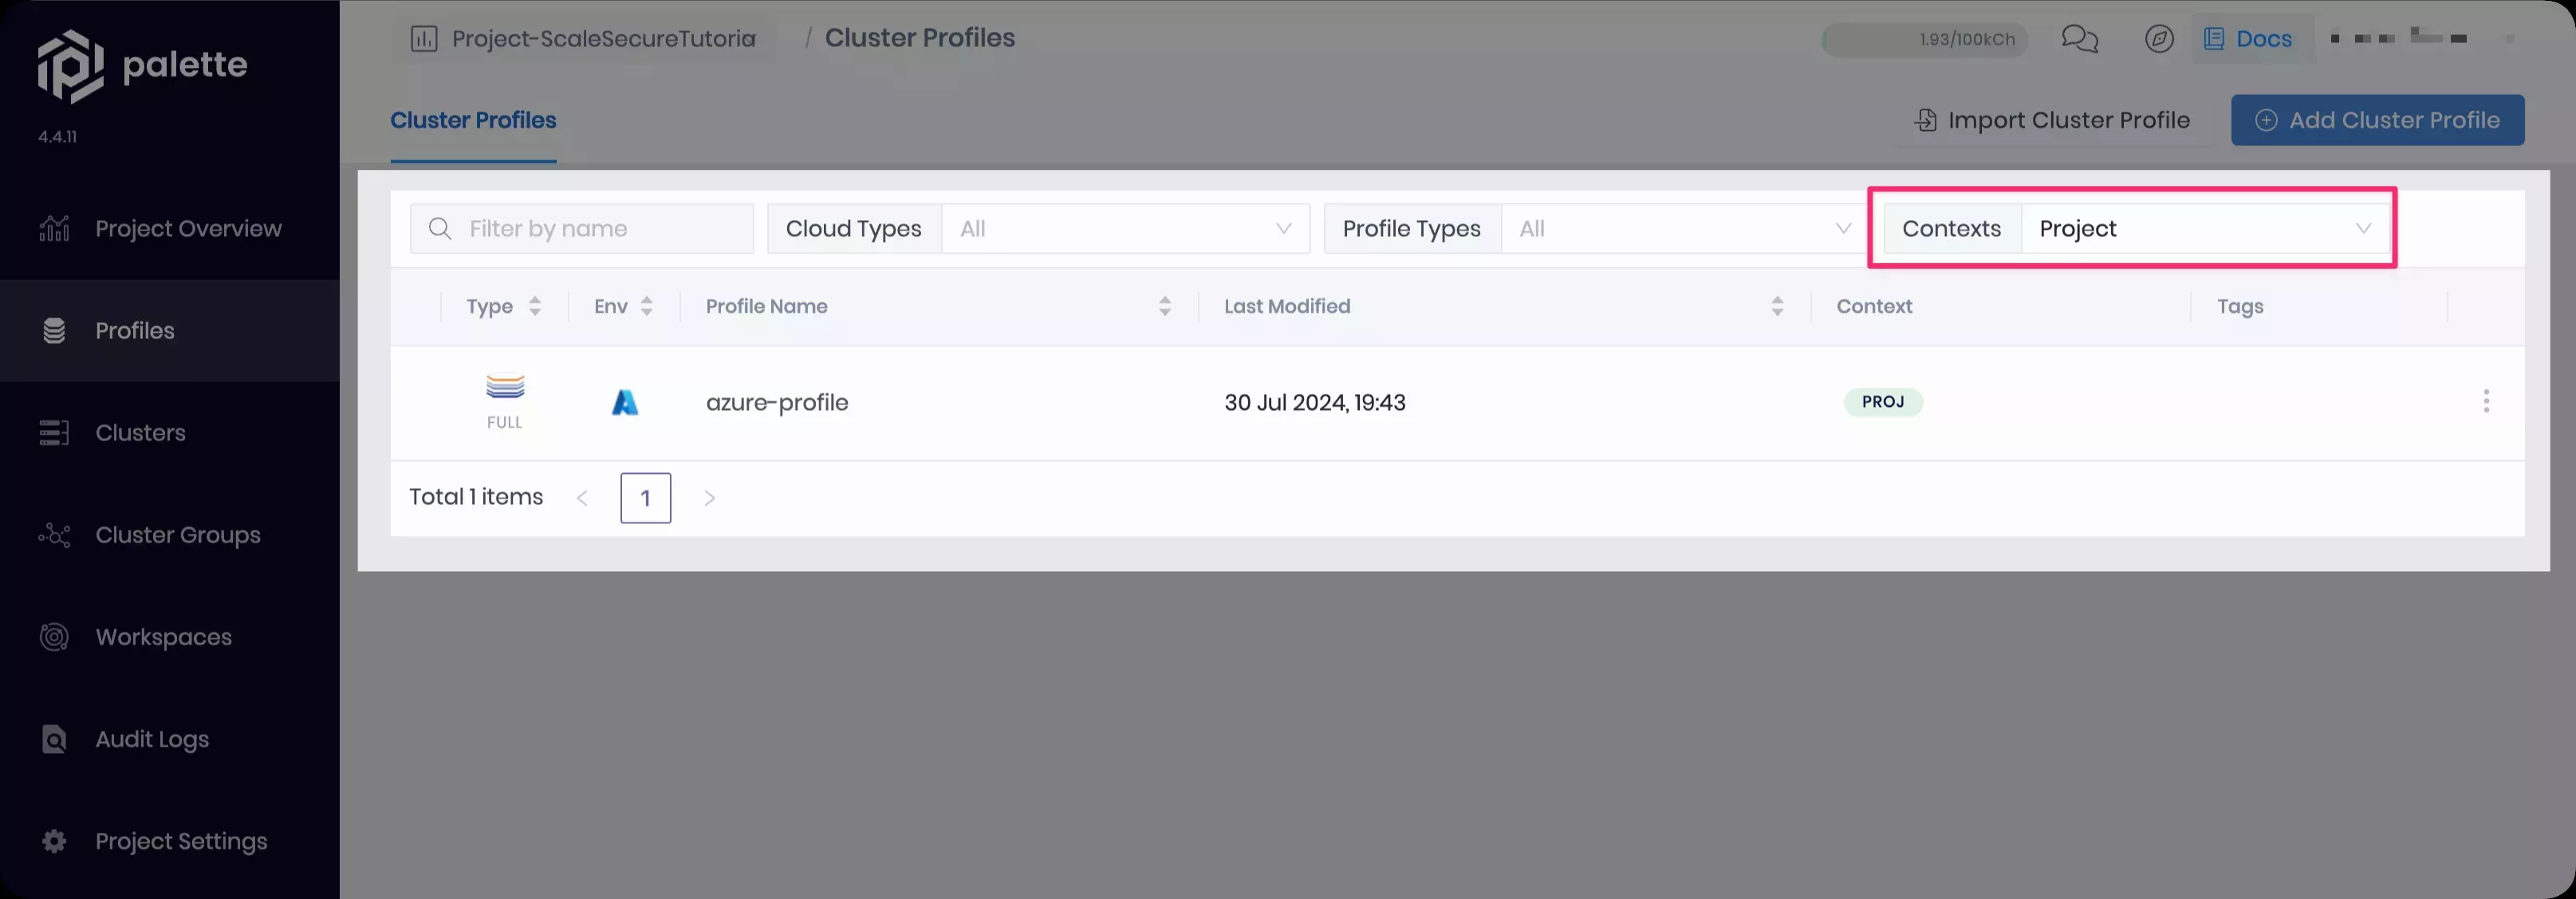 palette
4.4.11
Project Overview
Profiles
Clusters
Cluster Groups
Workspaces
Audit Logs
Project Settings
Project-ScaleSecureTutoria / Cluster Profiles
1.93/100kCh
Docs
Cluster Profiles
Import Cluster Profile
Add Cluster Profile
Filter by name
Cloud Types All
Profile Types All
Contexts Project
Type Env Profile Name Last Modified Context Tags
FULL azure-profile 30 Jul 2024, 19:43 PROJ
Total 1 items < 1 >